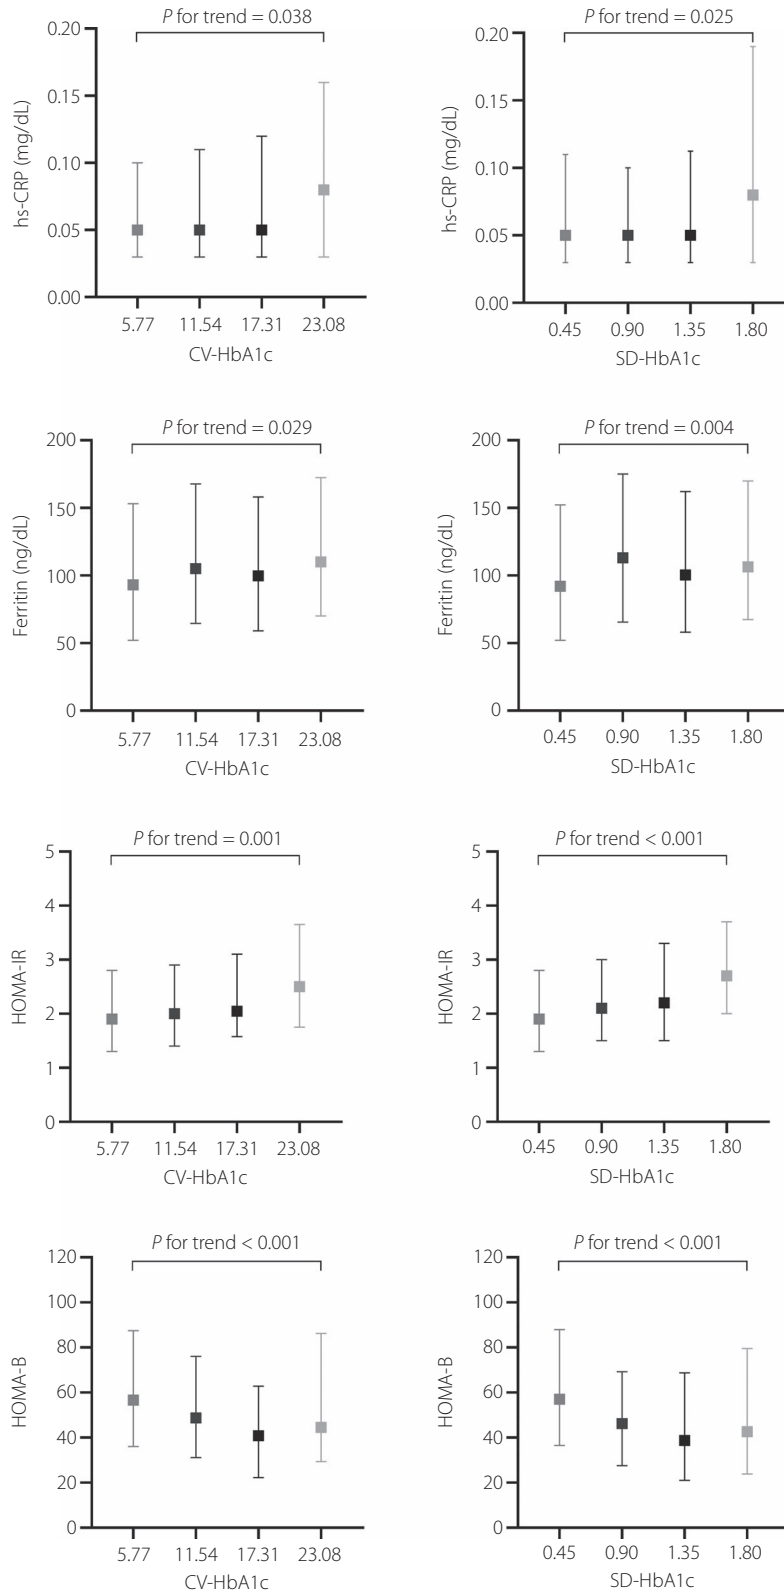 P for trend = 0.038
hs-CRP (mg/dL)
0.20
0.15
0.10
0.05
0.00
5.77 11.54 17.31 23.08
CV-HbA1c
P for trend = 0.025
hs-CRP (mg/dL)
0.20
0.15
0.10
0.05
0.00
0.45 0.90 1.35 1.80
SD-HbA1c
P for trend = 0.029
Ferritin (ng/dL)
200
150
100
50
0
5.77 11.54 17.31 23.08
CV-HbA1c
P for trend = 0.004
Ferritin (ng/dL)
200
150
100
50
0
0.45 0.90 1.35 1.80
SD-HbA1c
P for trend = 0.001
HOMA-IR
5
4
3
2
1
0
5.77 11.54 17.31 23.08
CV-HbA1c
P for trend < 0.001
HOMA-IR
5
4
3
2
1
0
0.45 0.90 1.35 1.80
SD-HbA1c
P for trend < 0.001
HOMA-B
120
100
80
60
40
20
0
5.77 11.54 17.31 23.08
CV-HbA1c
P for trend < 0.001
HOMA-B
120
100
80
60
40
20
0
0.45 0.90 1.35 1.80
SD-HbA1c